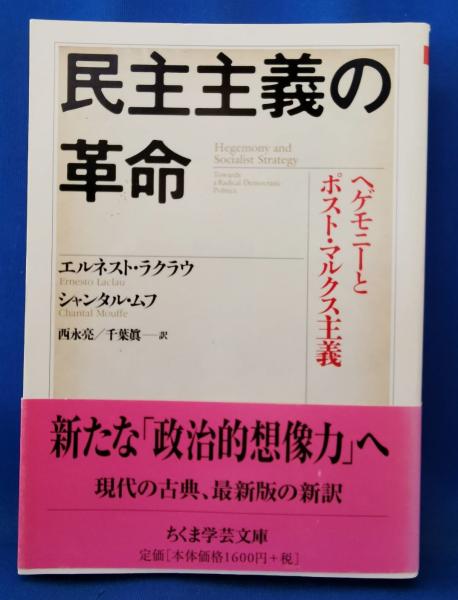 民主主義の
革命
Hegemony and
Socialist Strategy
Towards
a Radical Democratic
Politics
ヘゲモニーと
ポスト・マルクス主義
エルネスト・ラクラウ
Ernesto Laclau
シャンタル・ムフ
Chantal Mouffe
西永亮／千葉眞——訳
新たな「政治的想像力」へ
現代の古典、最新版の新訳
ちくま学芸文庫
定価[本体価格1600円+税]